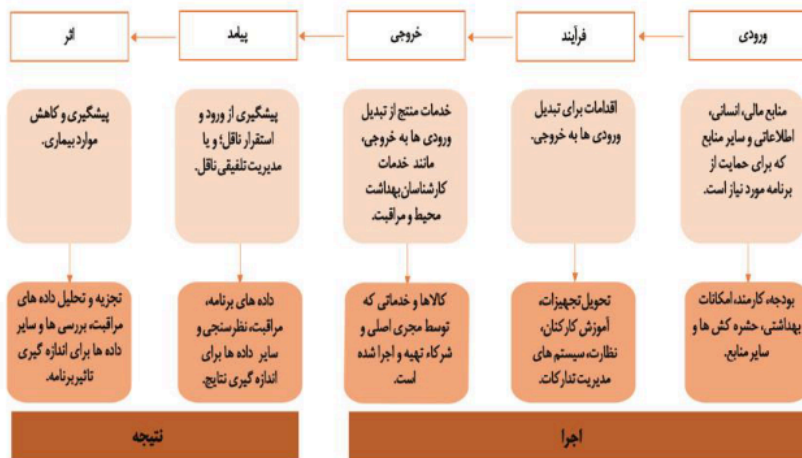 ورودی
فرآیند
خروجی
پیامد
اثر
منابع مالی، انسانی،
اطلاعاتی و سایر منابع
که برای حمایت از
برنامه مورد نیاز است.
اقدامات برای تبدیل
ورودی ها به خروجی.
خدمات منتج از تبدیل
ورودی ها به خروجی،
مانند خدمات
کارشناسان بهداشت
محیط و مراقبت.
پیشگیری از ورود و
استقرار ناقل؛ و یا
مدیریت تلفیقی ناقل.
پیشگیری و کاهش
موارد بیماری.
بودجه، کارمند، امکانات
بهداشتی، حشره کش ها و
سایر منابع.
تحویل تجهیزات،
آموزش کارکنان،
نظارت، سیستم های
مدیریت تدارکات.
کالاها و خدماتی که
توسط مجری اصلی و
شرکاء تهیه و اجرا شده
است
داده های برنامه،
مراقبت، نظرسنجی و
سایر داده ها برای
اندازه گیری نتایج.
تجزیه و تحلیل داده های
مراقبت، بررسی ها و سایر
داده ها برای اندازه گیری
تاثیر برنامه.
اجرا
نتیجه